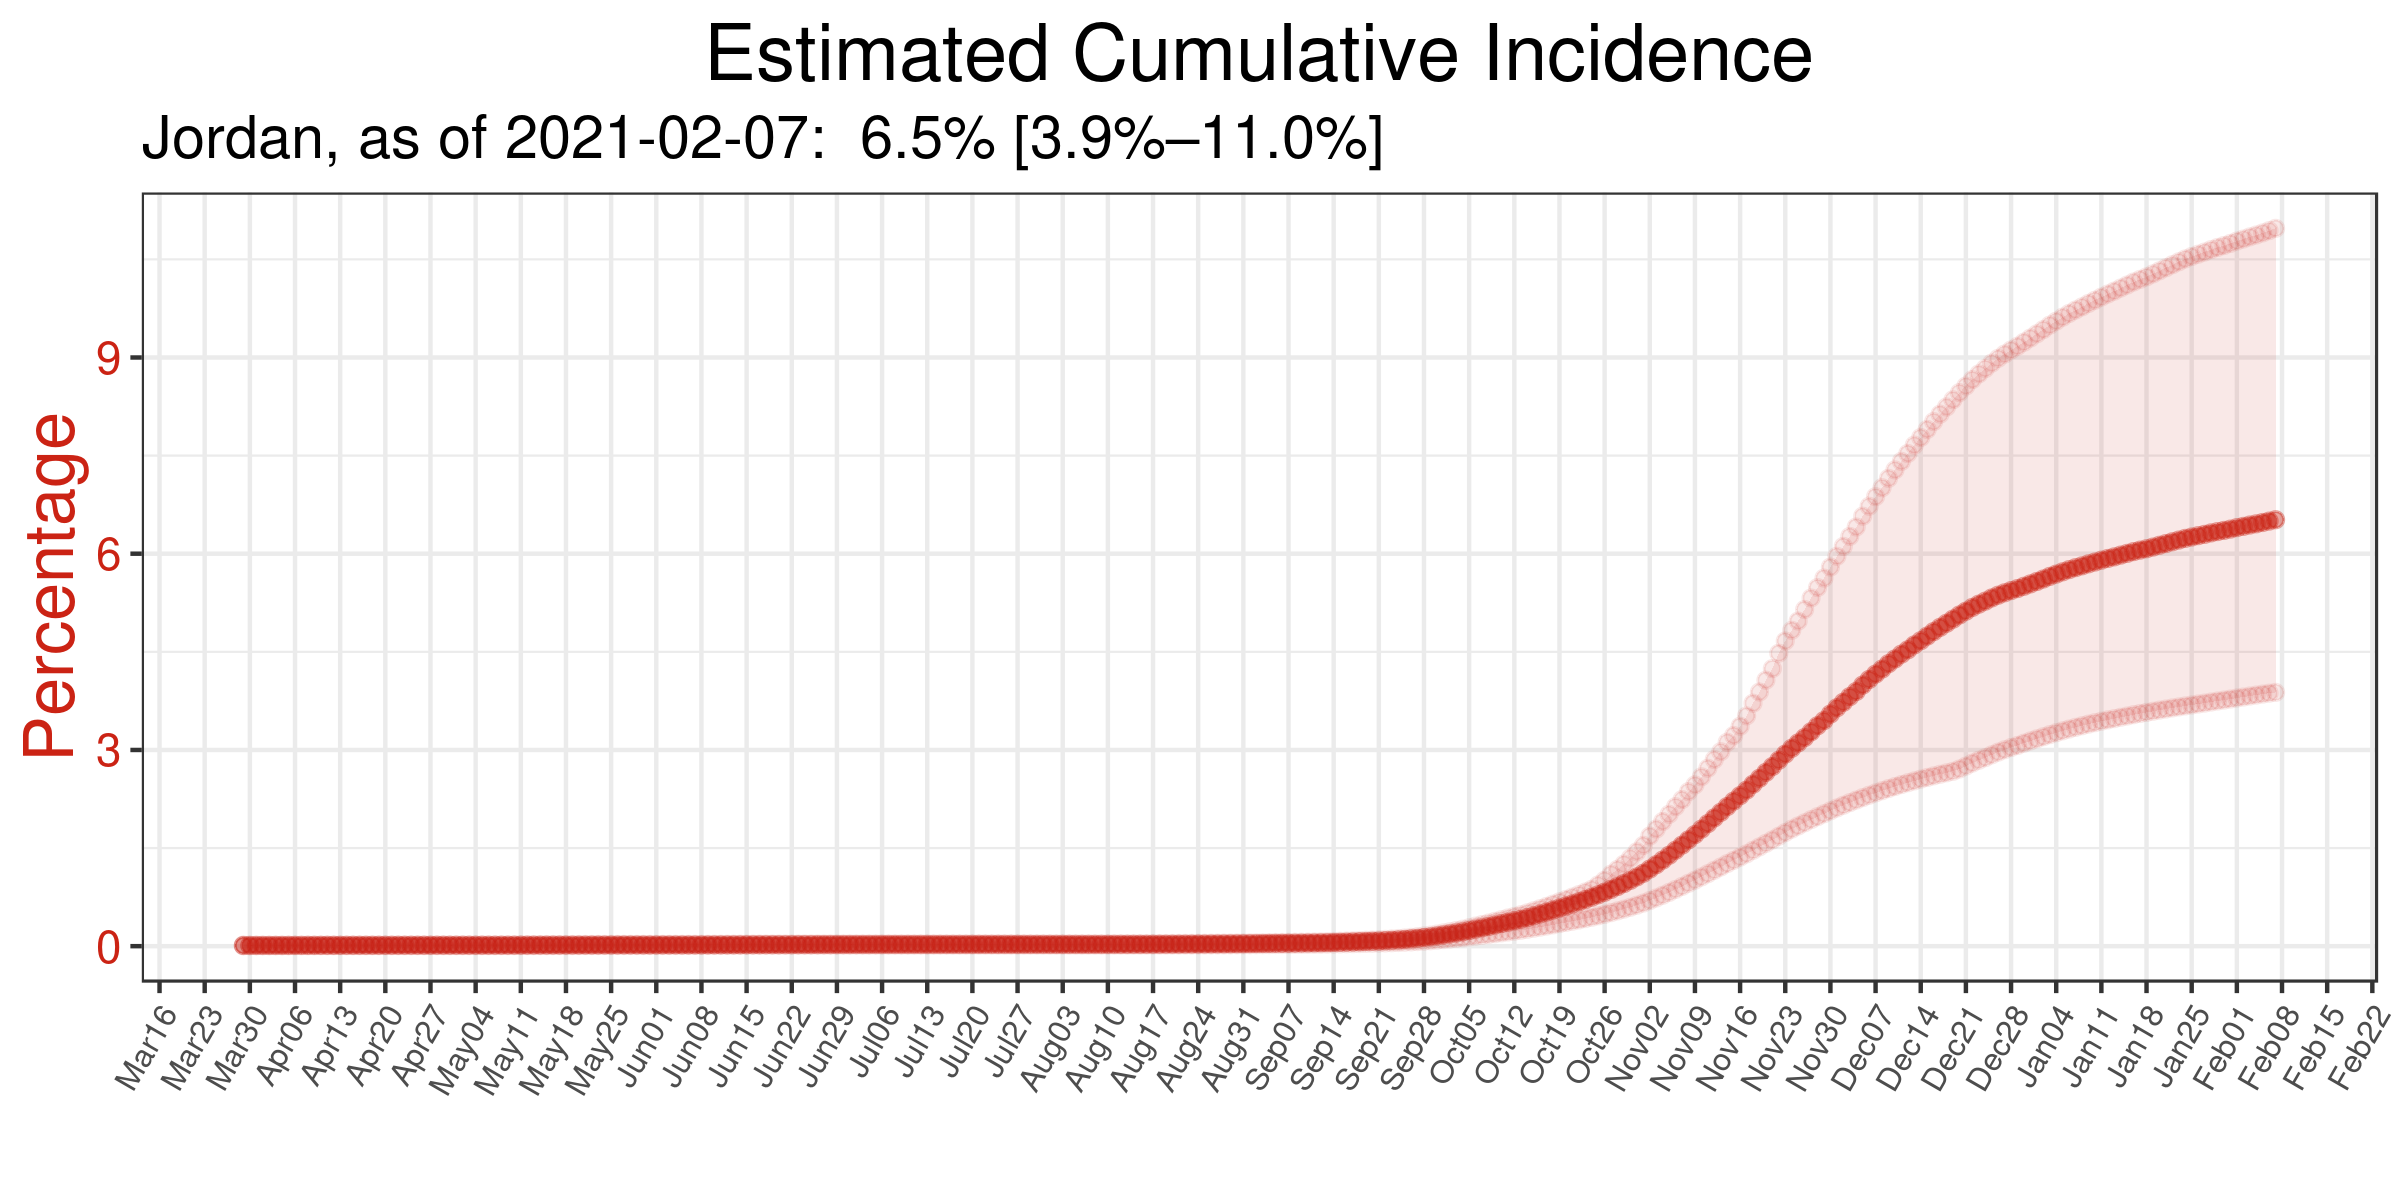 Estimated Cumulative Incidence
Jordan, as of 2021-02-07:  6.5% [3.9%–11.0%]
Percentage
9
6
3
0
Mar16
Mar23
Mar30
Apr06
Apr13
Apr20
Apr27
May04
May11
May18
May25
Jun01
Jun08
Jun15
Jun22
Jun29
Jul06
Jul13
Jul20
Jul27
Aug03
Aug10
Aug17
Aug24
Aug31
Sep07
Sep14
Sep21
Sep28
Oct05
Oct12
Oct19
Oct26
Nov02
Nov09
Nov16
Nov23
Nov30
Dec07
Dec14
Dec21
Dec28
Jan04
Jan11
Jan18
Jan25
Feb01
Feb08
Feb15
Feb22